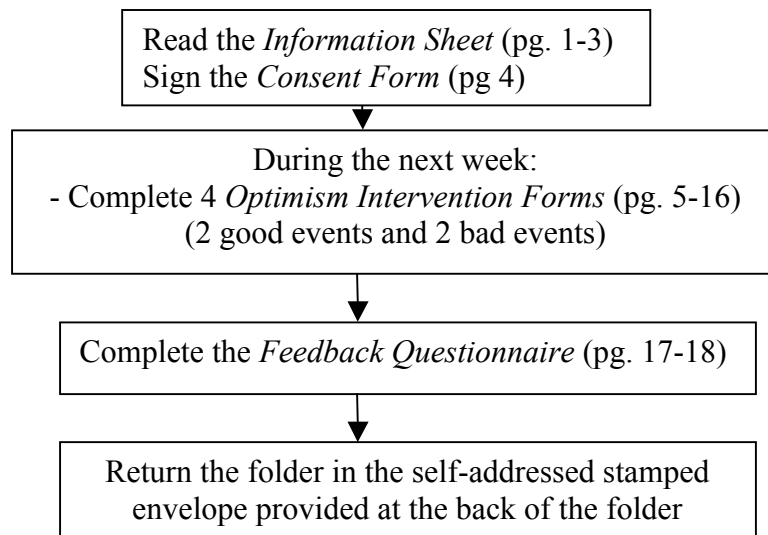 Read the Information Sheet (pg. 1-3)
Sign the Consent Form (pg 4)
During the next week:
- Complete 4 Optimism Intervention Forms (pg. 5-16)
(2 good events and 2 bad events)
Complete the Feedback Questionnaire (pg. 17-18)
Return the folder in the self-addressed stamped
envelope provided at the back of the folder